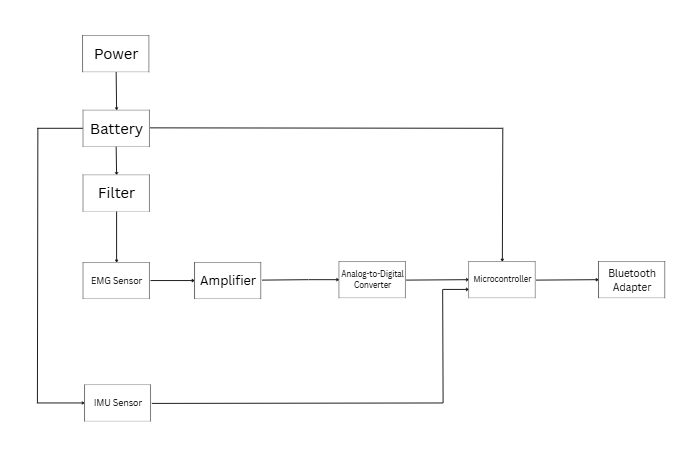 Power
Battery
Filter
EMG Sensor
Amplifier
Analog-to-Digital
Converter
Microcontroller
Bluetooth
Adapter
IMU Sensor